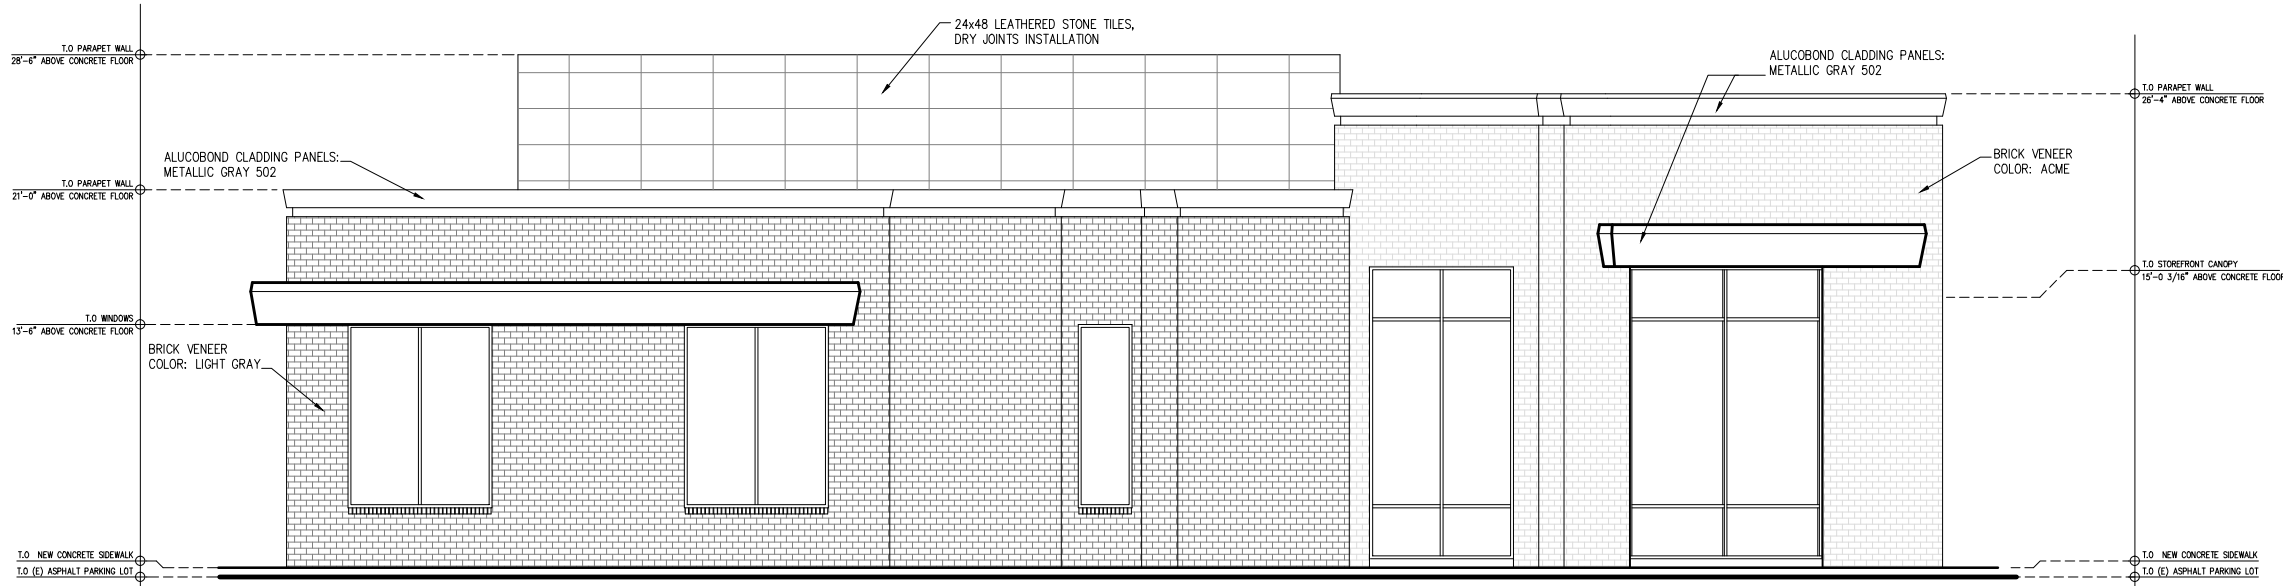 24x48 LEATHERED STONE TILES,
DRY JOINTS INSTALLATION
T.O PARAPET WALL
28'-6" ABOVE CONCRETE FLOOR
ALUCOBOND CLADDING PANELS:
METALLIC GRAY 502
T.O PARAPET WALL
26'-4" ABOVE CONCRETE FLOOR
ALUCOBOND CLADDING PANELS:
METALLIC GRAY 502
BRICK VENEER
COLOR: ACME
T.O PARAPET WALL
21'-0" ABOVE CONCRETE FLOOR
T.O STOREFRONT CANOPY
15'-0 3/16" ABOVE CONCRETE FLOOR
T.O WINDOWS
13'-6" ABOVE CONCRETE FLOOR
BRICK VENEER
COLOR: LIGHT GRAY
T.O NEW CONCRETE SIDEWALK
T.O (E) ASPHALT PARKING LOT
T.O NEW CONCRETE SIDEWALK
T.O (E) ASPHALT PARKING LOT